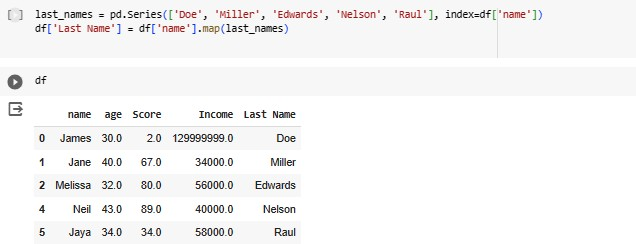 last_names = pd.Series(['Doe', 'Miller', 'Edwards', 'Nelson', 'Raul'], index=df['name'])
df['Last Name'] = df['name'].map(last_names)
df
name age Score Income Last Name
0 James 30.0 2.0 129999999.0 Doe
1 Jane 40.0 67.0 34000.0 Miller
2 Melissa 32.0 80.0 56000.0 Edwards
4 Neil 43.0 89.0 40000.0 Nelson
5 Jaya 34.0 34.0 58000.0 Raul